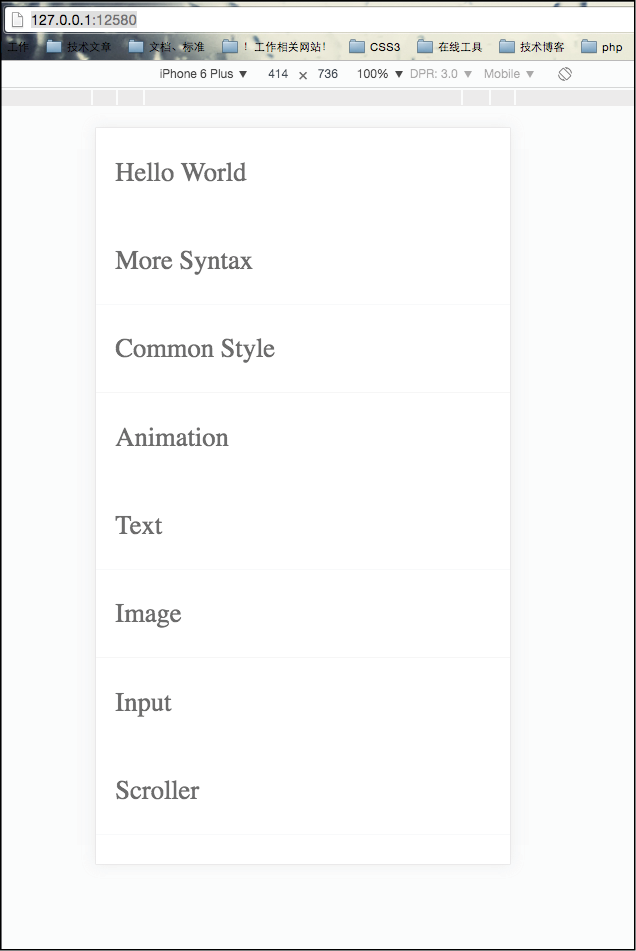 127.0.0.1:12580
工作 技术文章 文档、标准 ！工作相关网站！ CSS3 在线工具 技术博客 php
iPhone 6 Plus ▼ 414 × 736 100% ▼ DPR: 3.0 ▼ Mobile ▼
Hello World
More Syntax
Common Style
Animation
Text
Image
Input
Scroller